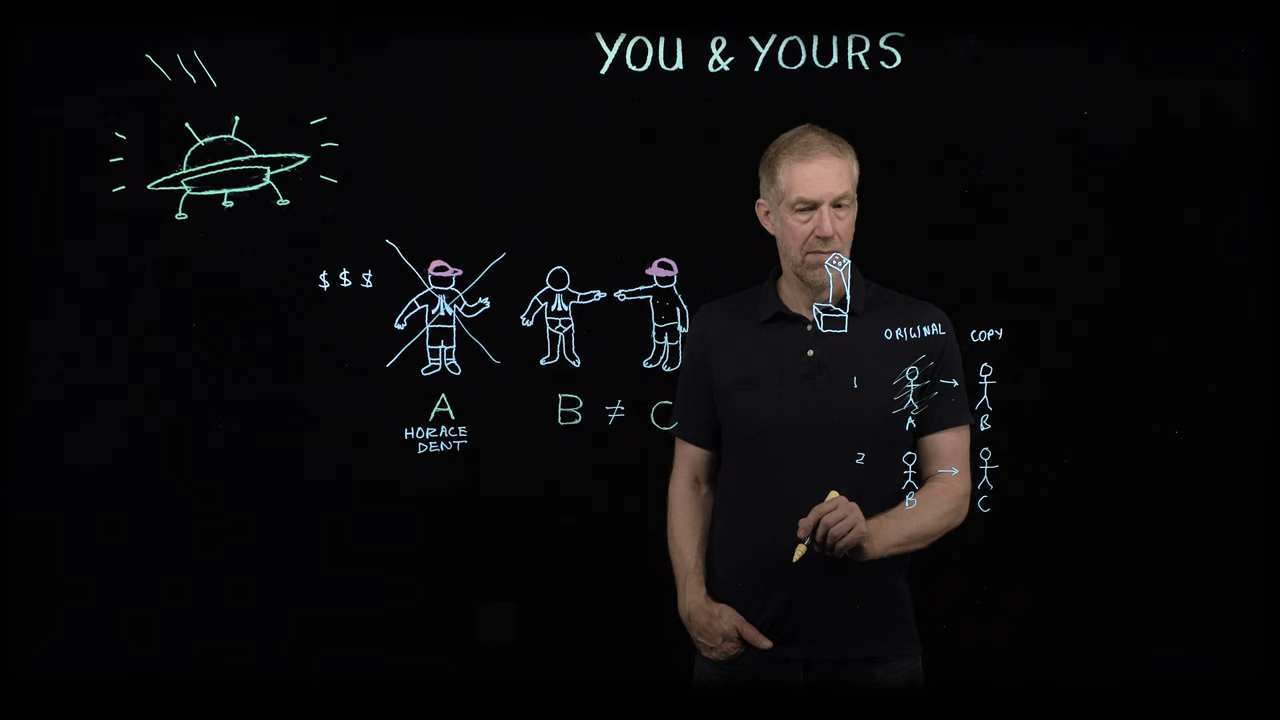 YOU & YOURS
$ $ $
A
HORACE
DENT
B ≠ C
ORIGINAL COPY
1
A B
2
B C